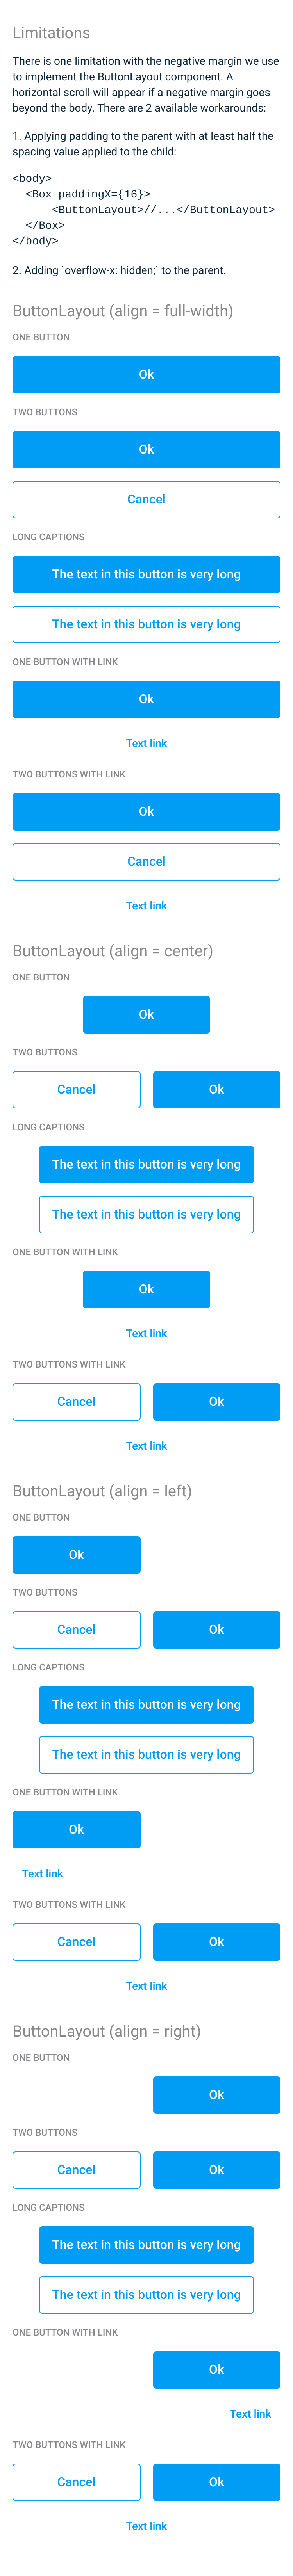 Limitations
There is one limitation with the negative margin we use
to implement the ButtonLayout component. A
horizontal scroll will appear if a negative margin goes
beyond the body. There are 2 available workarounds:
1. Applying padding to the parent with at least half the
spacing value applied to the child:
<body>
<Box paddingX={16}>
<ButtonLayout>//...</ButtonLayout>
</Box>
</body>
2. Adding `overflow-x: hidden;` to the parent.
ButtonLayout (align = full-width)
ONE BUTTON
Ok
TWO BUTTONS
Ok
Cancel
LONG CAPTIONS
The text in this button is very long
The text in this button is very long
ONE BUTTON WITH LINK
Ok
Text link
TWO BUTTONS WITH LINK
Ok
Cancel
Text link
ButtonLayout (align = center)
ONE BUTTON
Ok
TWO BUTTONS
Cancel Ok
LONG CAPTIONS
The text in this button is very long
The text in this button is very long
ONE BUTTON WITH LINK
Ok
Text link
TWO BUTTONS WITH LINK
Cancel Ok
Text link
ButtonLayout (align = left)
ONE BUTTON
Ok
TWO BUTTONS
Cancel Ok
LONG CAPTIONS
The text in this button is very long
The text in this button is very long
ONE BUTTON WITH LINK
Ok
Text link
TWO BUTTONS WITH LINK
Cancel Ok
Text link
ButtonLayout (align = right)
ONE BUTTON
Ok
TWO BUTTONS
Cancel Ok
LONG CAPTIONS
The text in this button is very long
The text in this button is very long
ONE BUTTON WITH LINK
Ok
Text link
TWO BUTTONS WITH LINK
Cancel Ok
Text link